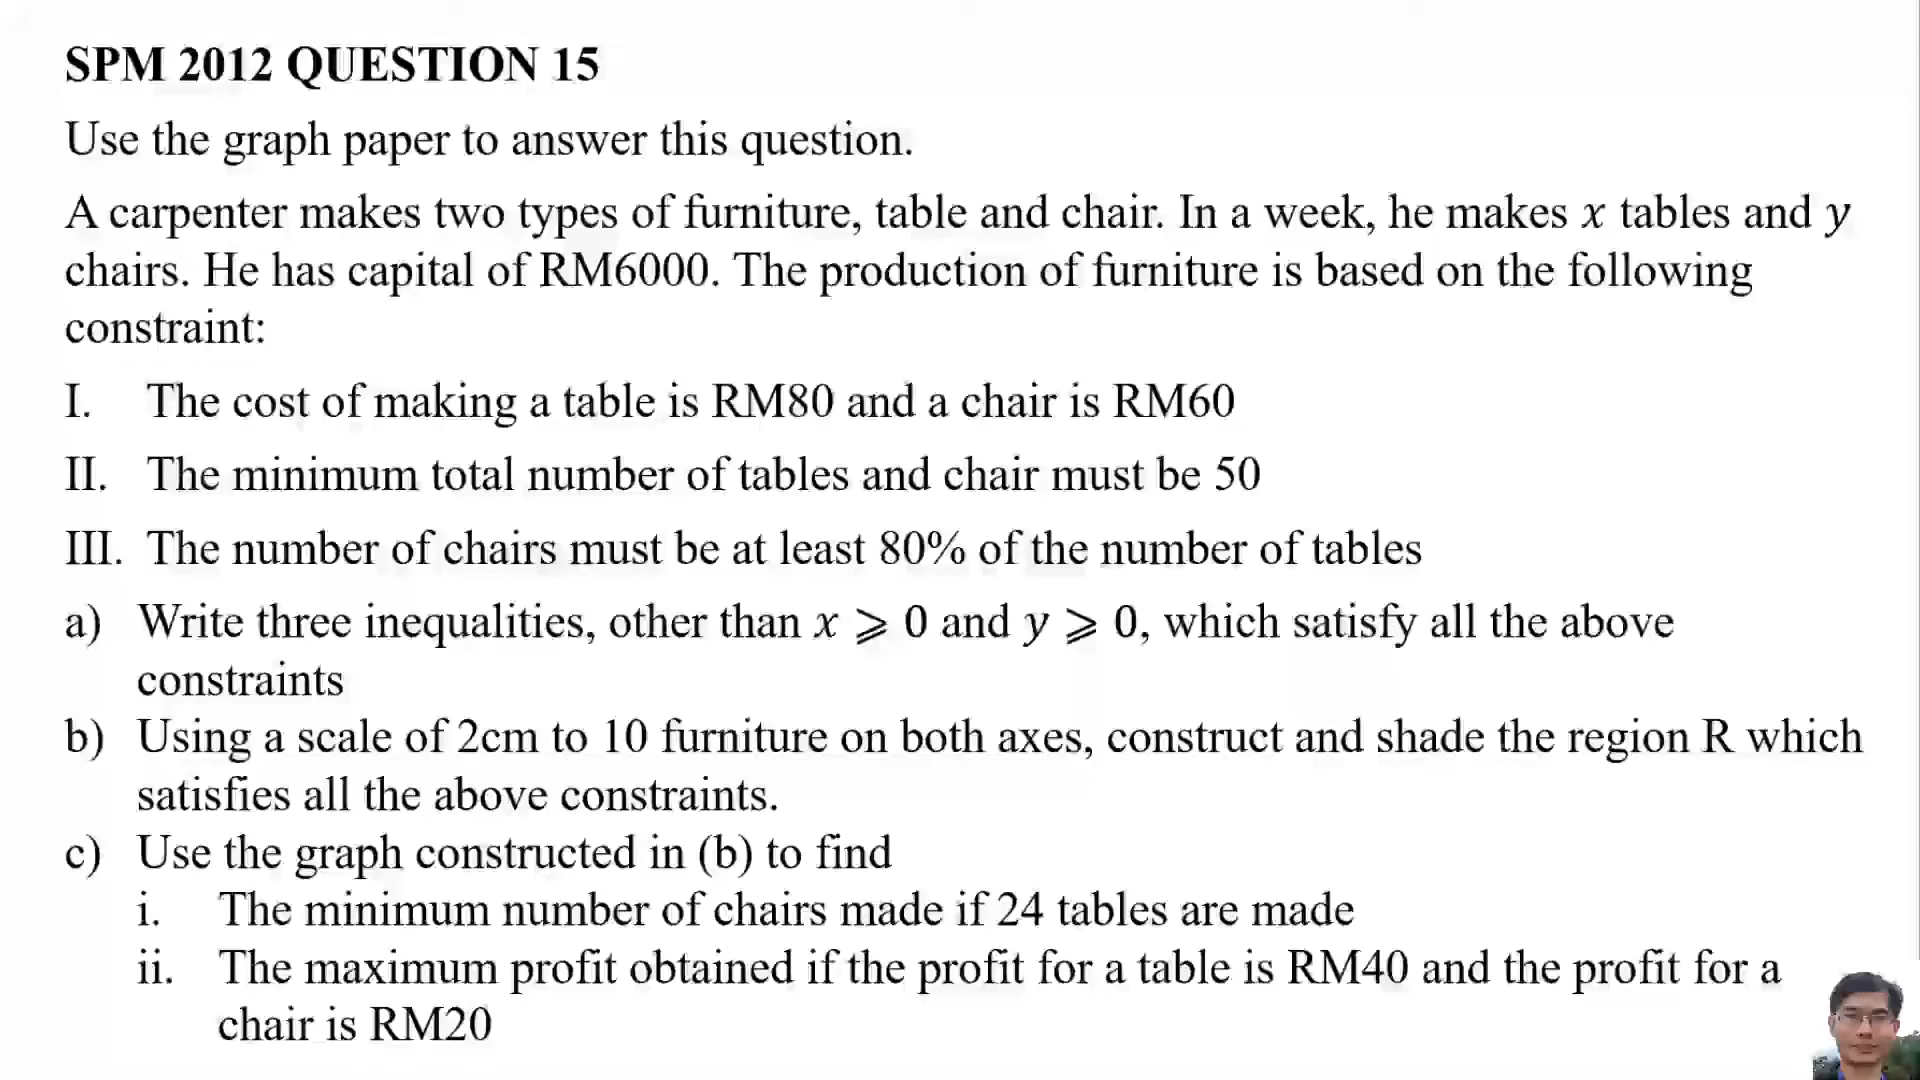 SPM 2012 QUESTION 15
Use the graph paper to answer this question.
A carpenter makes two types of furniture, table and chair. In a week, he makes x tables and y
chairs. He has capital of RM6000. The production of furniture is based on the following
constraint:
I. The cost of making a table is RM80 and a chair is RM60
II. The minimum total number of tables and chair must be 50
III. The number of chairs must be at least 80% of the number of tables
a) Write three inequalities, other than x ⩾ 0 and y ⩾ 0, which satisfy all the above
constraints
b) Using a scale of 2cm to 10 furniture on both axes, construct and shade the region R which
satisfies all the above constraints.
c) Use the graph constructed in (b) to find
i. The minimum number of chairs made if 24 tables are made
ii. The maximum profit obtained if the profit for a table is RM40 and the profit for a
chair is RM20